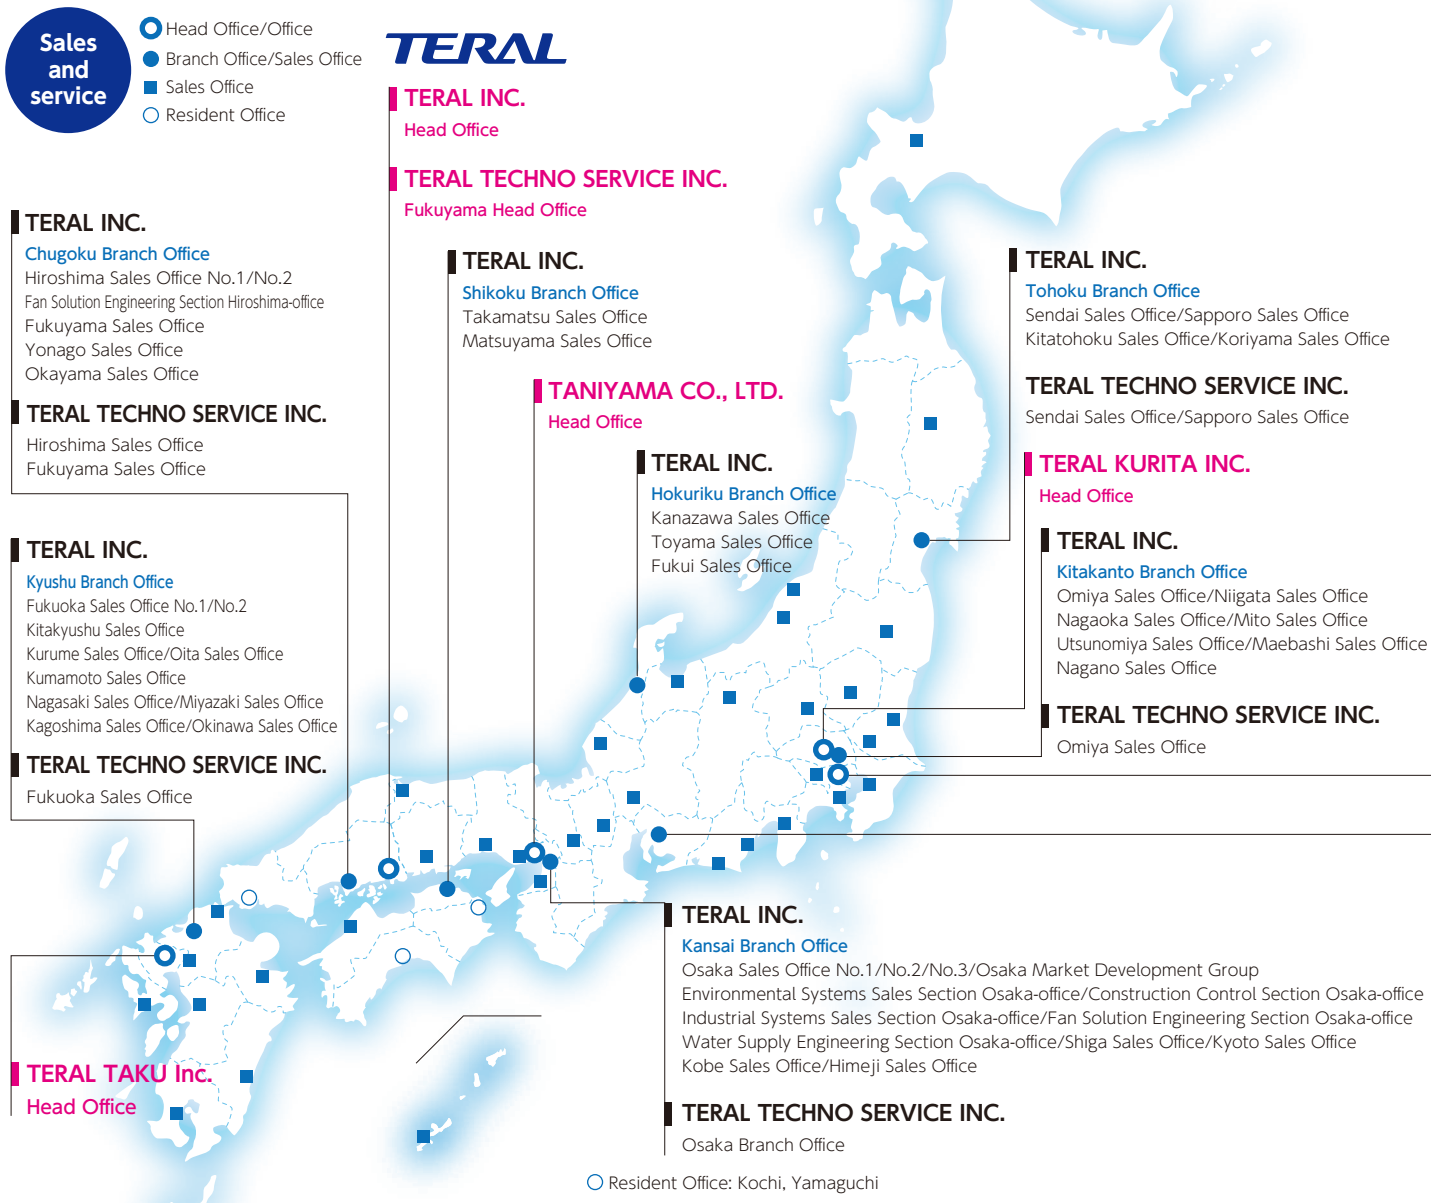 Sales
and
service
Head Office/Office
Branch Office/Sales Office
Sales Office
Resident Office
TERAL
TERAL INC.
Head Office
TERAL TECHNO SERVICE INC.
Fukuyama Head Office
TERAL INC.
Chugoku Branch Office
Hiroshima Sales Office No.1/No.2
Fan Solution Engineering Section Hiroshima-office
Fukuyama Sales Office
Yonago Sales Office
Okayama Sales Office
TERAL TECHNO SERVICE INC.
Hiroshima Sales Office
Fukuyama Sales Office
TERAL INC.
Kyushu Branch Office
Fukuoka Sales Office No.1/No.2
Kitakyushu Sales Office
Kurume Sales Office/Oita Sales Office
Kumamoto Sales Office
Nagasaki Sales Office/Miyazaki Sales Office
Kagoshima Sales Office/Okinawa Sales Office
TERAL TECHNO SERVICE INC.
Fukuoka Sales Office
TERAL TAKU Inc.
Head Office
TERAL INC.
Shikoku Branch Office
Takamatsu Sales Office
Matsuyama Sales Office
TANIYAMA CO., LTD.
Head Office
TERAL INC.
Hokuriku Branch Office
Kanazawa Sales Office
Toyama Sales Office
Fukui Sales Office
TERAL INC.
Tohoku Branch Office
Sendai Sales Office/Sapporo Sales Office
Kitatohoku Sales Office/Koriyama Sales Office
TERAL TECHNO SERVICE INC.
Sendai Sales Office/Sapporo Sales Office
TERAL KURITA INC.
Head Office
TERAL INC.
Kitakanto Branch Office
Omiya Sales Office/Niigata Sales Office
Nagaoka Sales Office/Mito Sales Office
Utsunomiya Sales Office/Maebashi Sales Office
Nagano Sales Office
TERAL TECHNO SERVICE INC.
Omiya Sales Office
TERAL INC.
Kansai Branch Office
Osaka Sales Office No.1/No.2/No.3/Osaka Market Development Group
Environmental Systems Sales Section Osaka-office/Construction Control Section Osaka-office
Industrial Systems Sales Section Osaka-office/Fan Solution Engineering Section Osaka-office
Water Supply Engineering Section Osaka-office/Shiga Sales Office/Kyoto Sales Office
Kobe Sales Office/Himeji Sales Office
TERAL TECHNO SERVICE INC.
Osaka Branch Office
Resident Office: Kochi, Yamaguchi